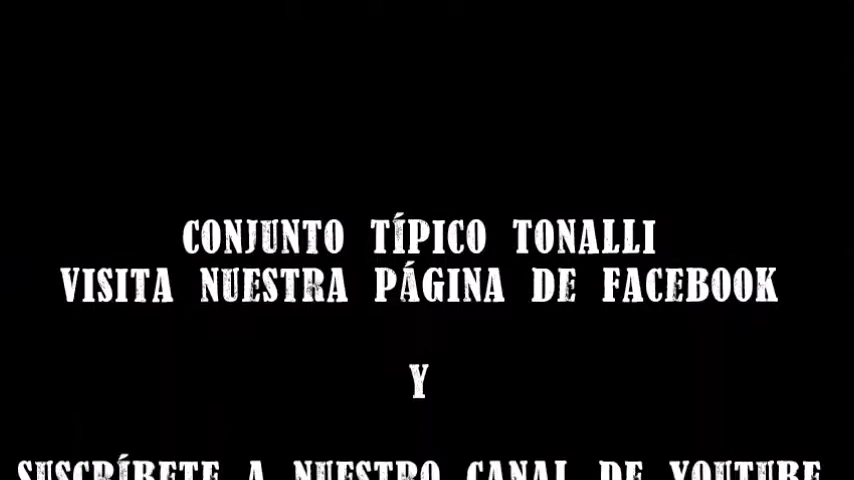 CONJUNTO TÍPICO TONALLI
VISITA NUESTRA PÁGINA DE FACEBOOK
Y
SUSCRÍBETE A NUESTRO CANAL DE YOUTUBE